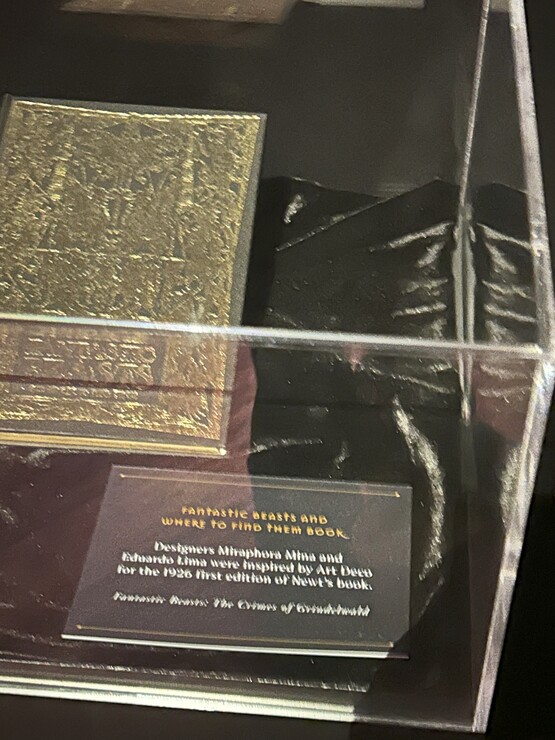 FANTASTIC BEASTS AND
WHERE TO FIND THEM BOOK
Designers Miraphora Mina and
Eduardo Lima were inspired by Art Deco
for the 1926 first edition of Newt's book.
Fantastic Beasts: The Crimes of Grindelwald